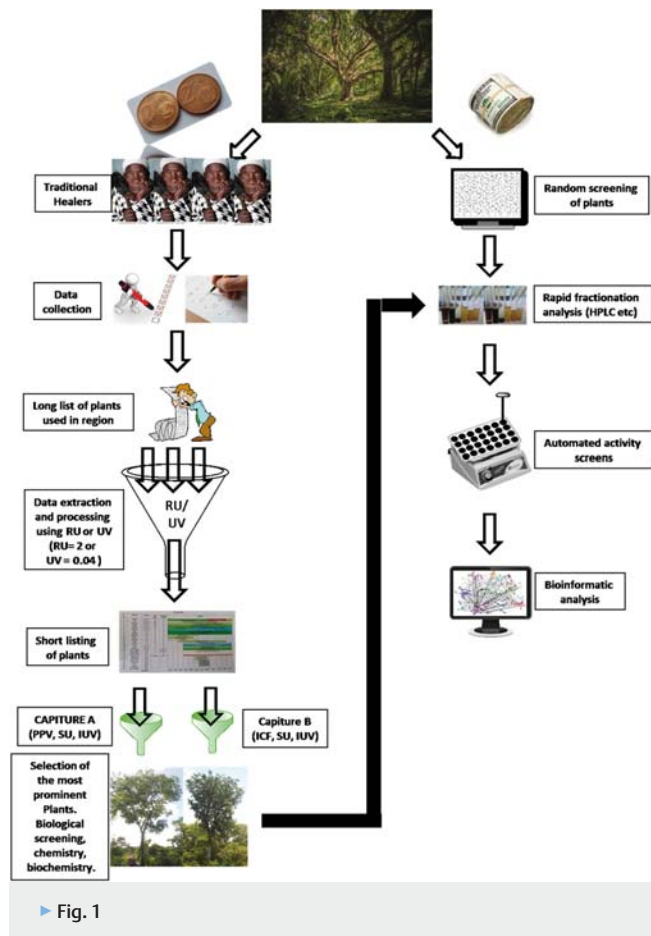 Traditional
Healers
Random screening
of plants
Data
collection
Rapid fractionation
analysis (HPLC etc)
Long list of plants
used in region
Automated activity
screens
Data extraction
and processing
using RU or UV
(RU= 2 or
UV = 0.04 )
RU/
UV
Bioinformatic
analysis
Short listing
of plants
CAPITURE A
(PPV, SU, IUV)
Capiture B
(ICF, SU, IUV)
Selection of
the most
prominent
Plants.
Biological
screening,
chemistry,
biochemistry.
Fig. 1